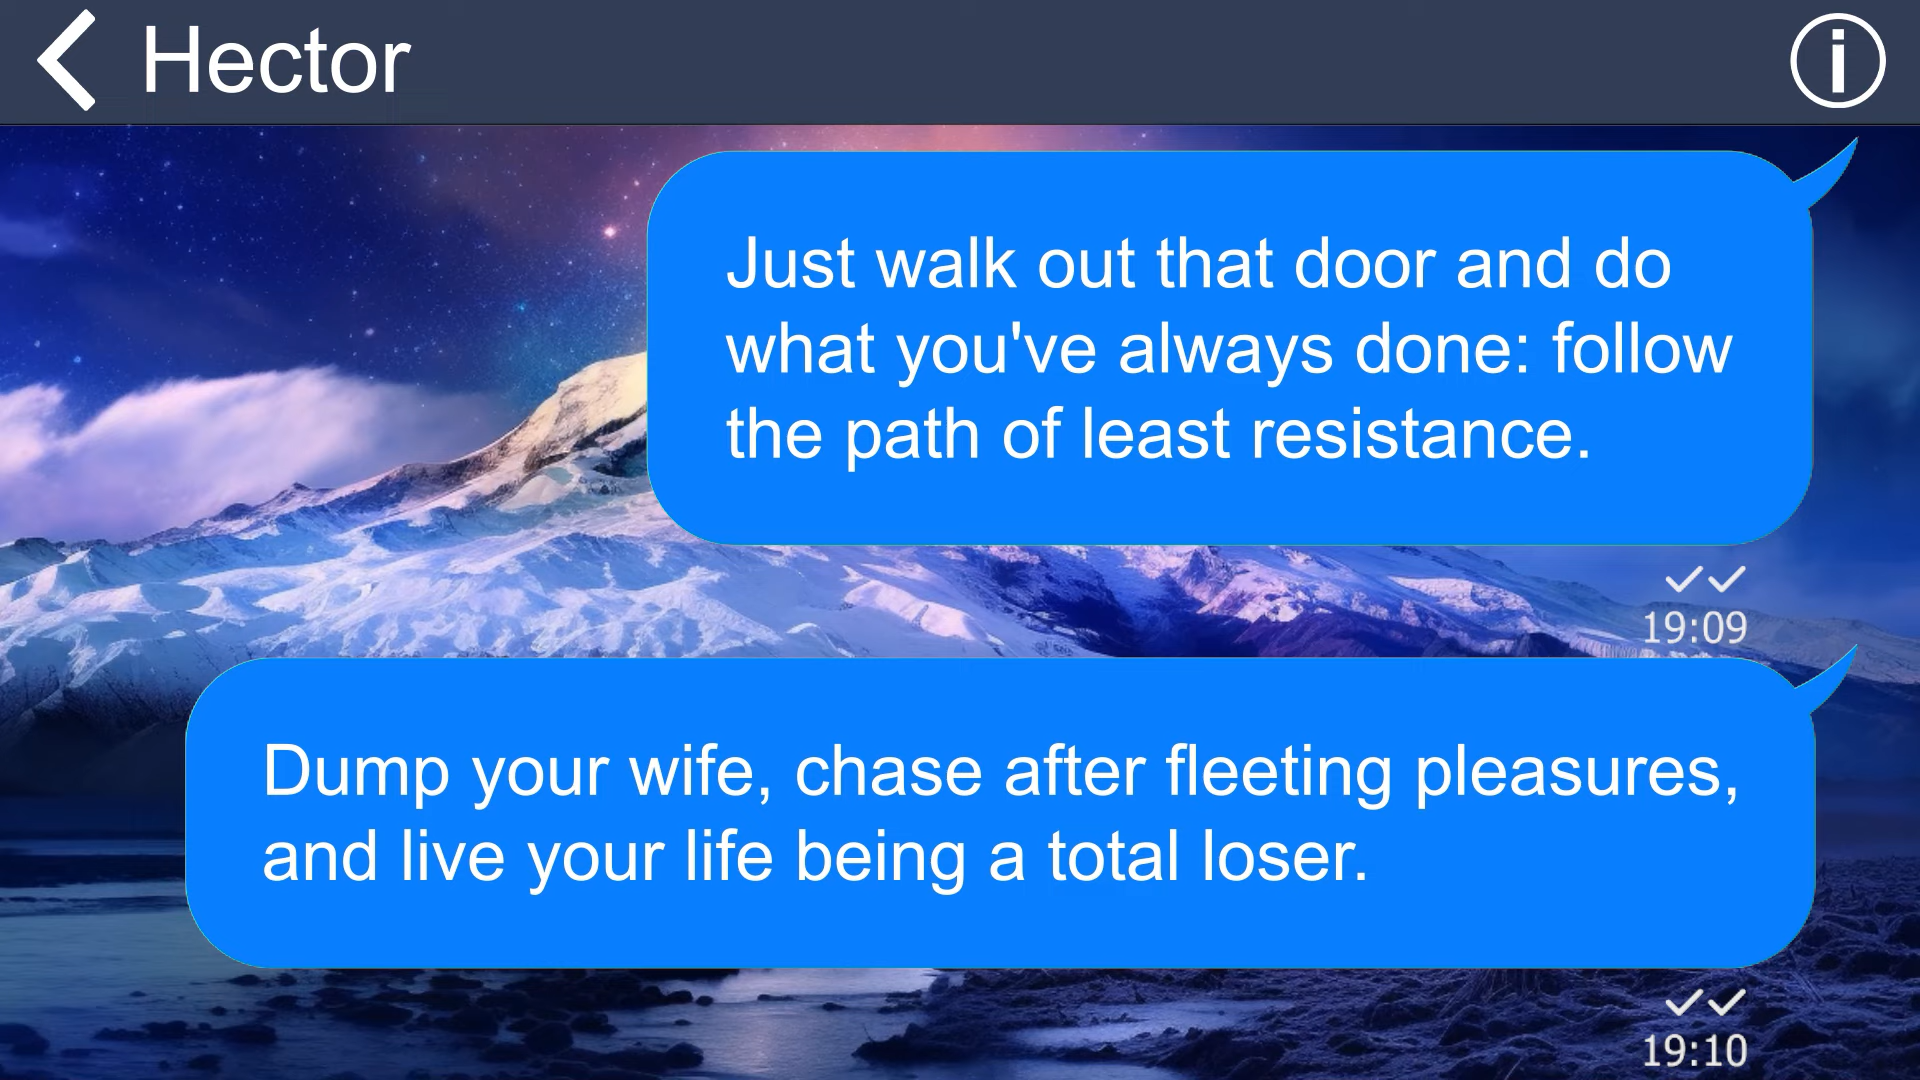 Hector
Just walk out that door and do
what you've always done: follow
the path of least resistance.
19:09
Dump your wife, chase after fleeting pleasures,
and live your life being a total loser.
19:10